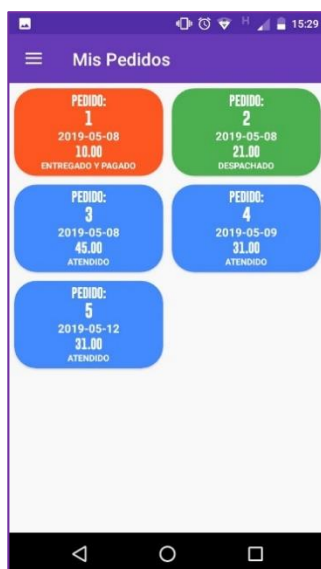 H 15:29
Mis Pedidos
PEDIDO:
1
2019-05-08
10.00
ENTREGADO Y PAGADO
PEDIDO:
2
2019-05-08
21.00
DESPACHADO
PEDIDO:
3
2019-05-08
45.00
ATENDIDO
PEDIDO:
4
2019-05-09
31.00
ATENDIDO
PEDIDO:
5
2019-05-12
31.00
ATENDIDO